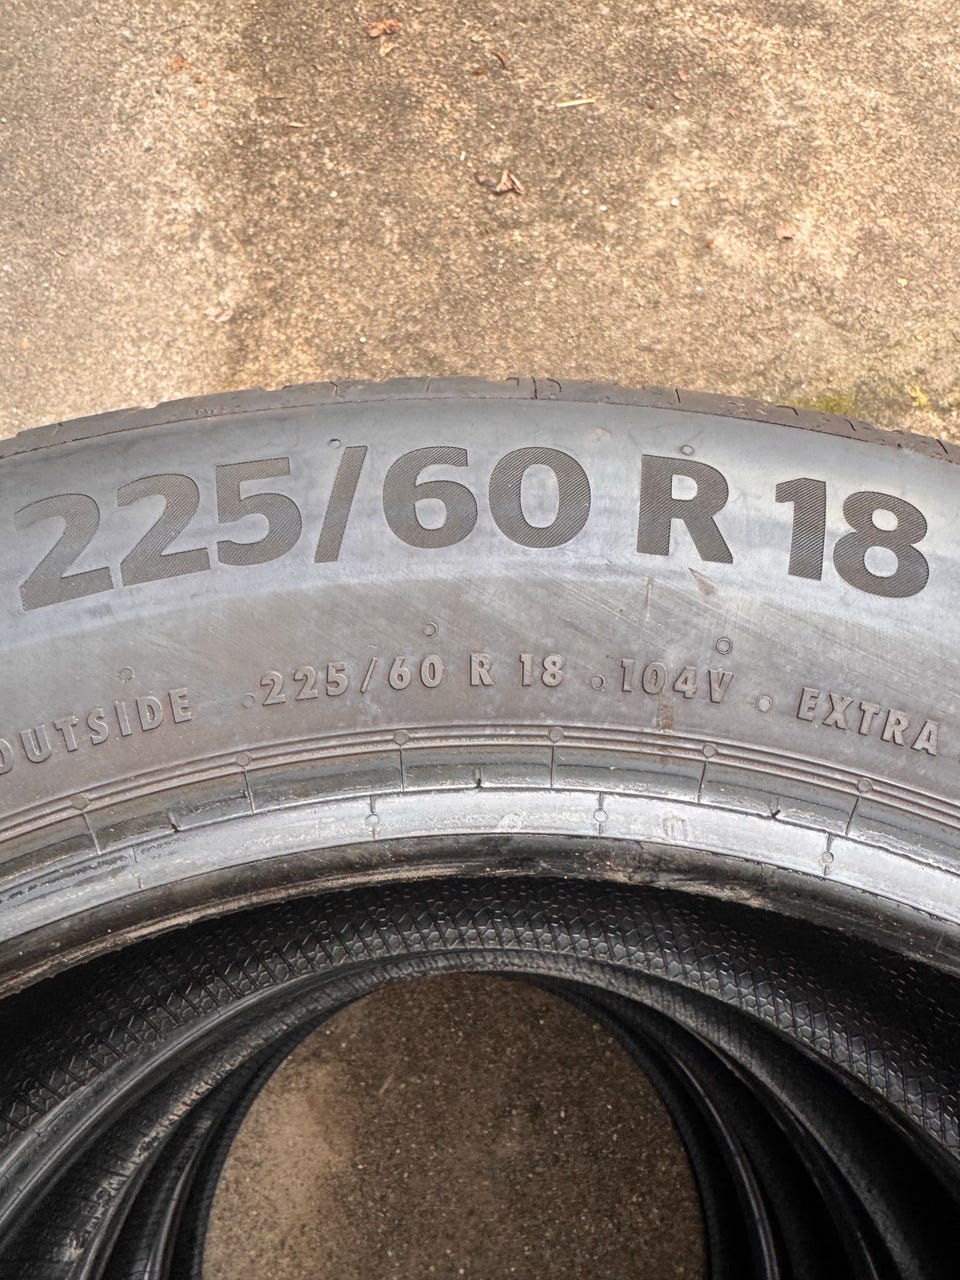 225/60 R 18
OUTSIDE · 225/60 R 18 · 104V · EXTRA